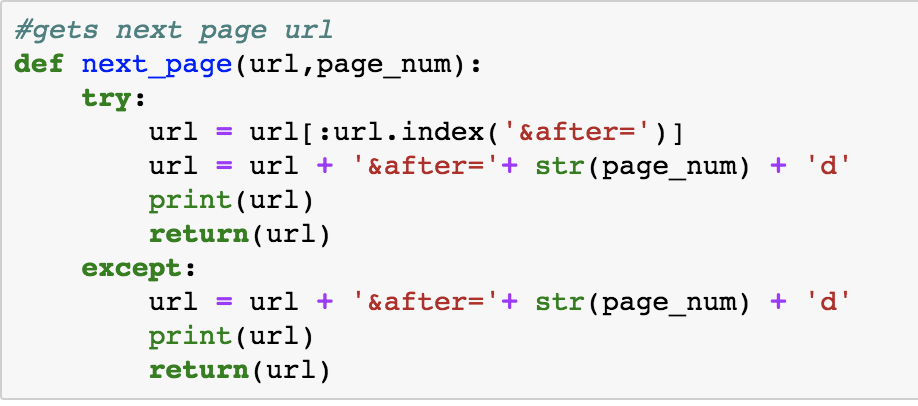 #gets next page url
def next_page(url,page_num):
    try:
        url = url[:url.index('&after=')]
        url = url + '&after='+ str(page_num) + 'd'
        print(url)
        return(url)
    except:
        url = url + '&after='+ str(page_num) + 'd'
        print(url)
        return(url)